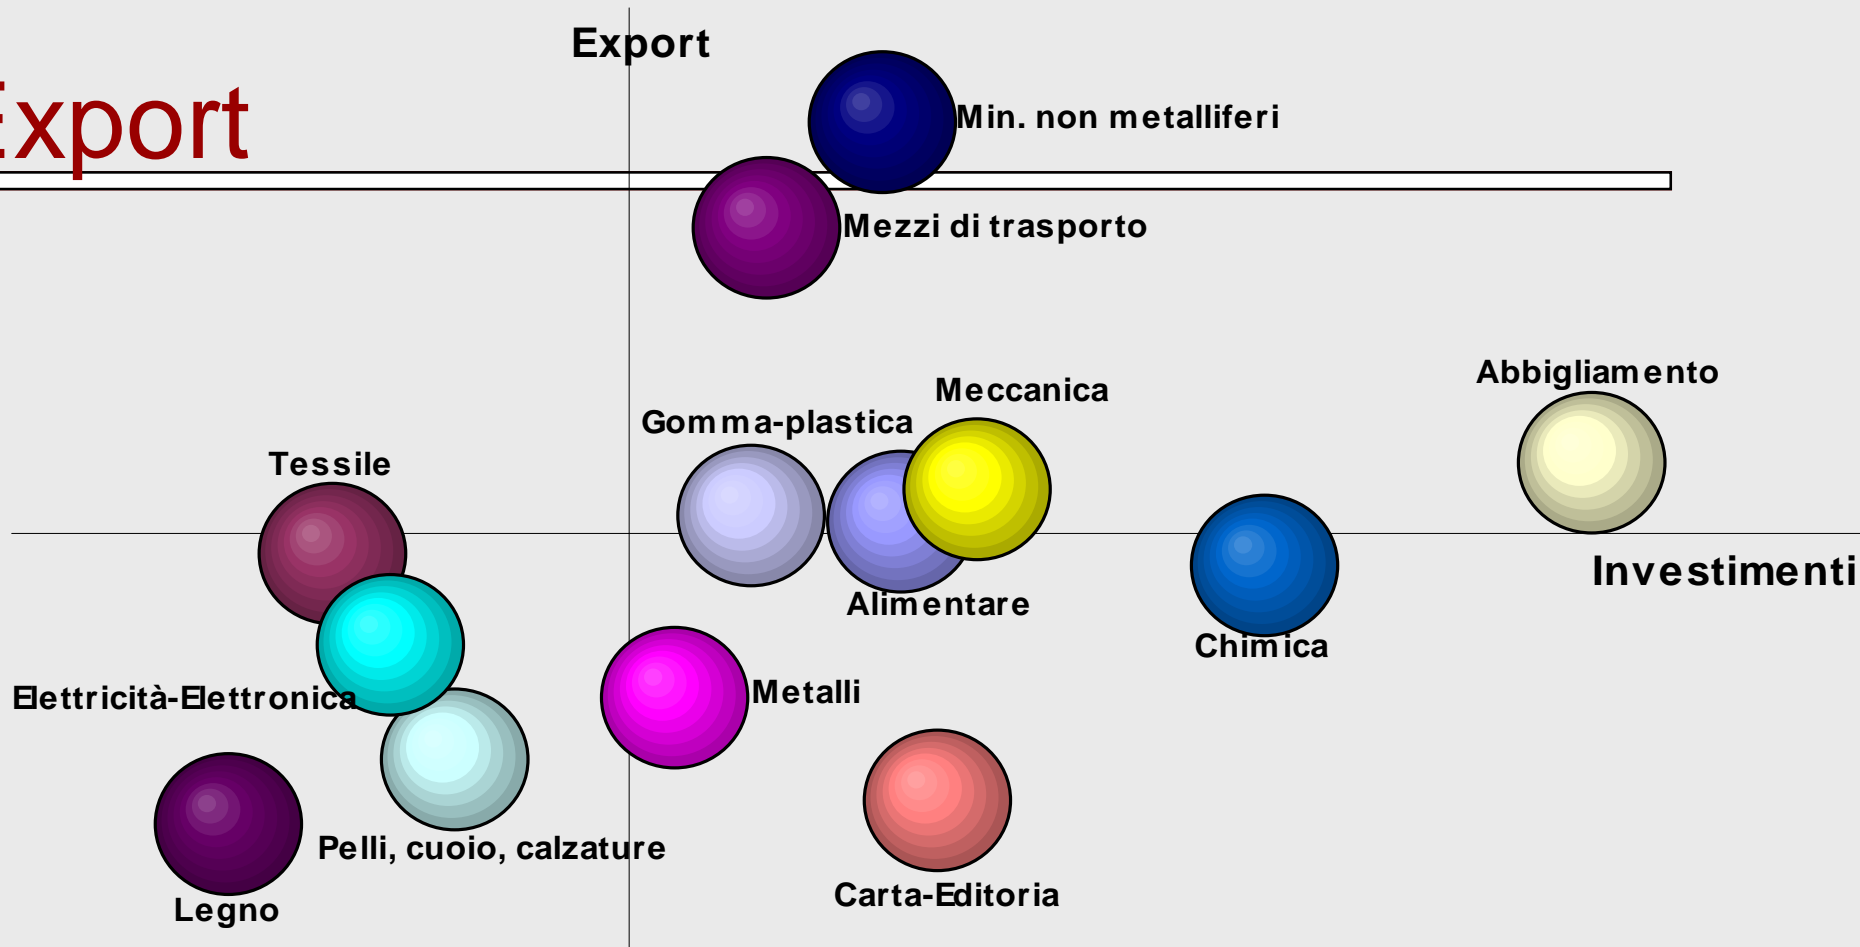 Export
Export
Min. non metalliferi
Mezzi di trasporto
Abbigliamento
Meccanica
Gomma-plastica
Tessile
Investimenti
Alimentare
Chimica
Elettricità-Elettronica
Metalli
Pelli, cuoio, calzature
Carta-Editoria
Legno